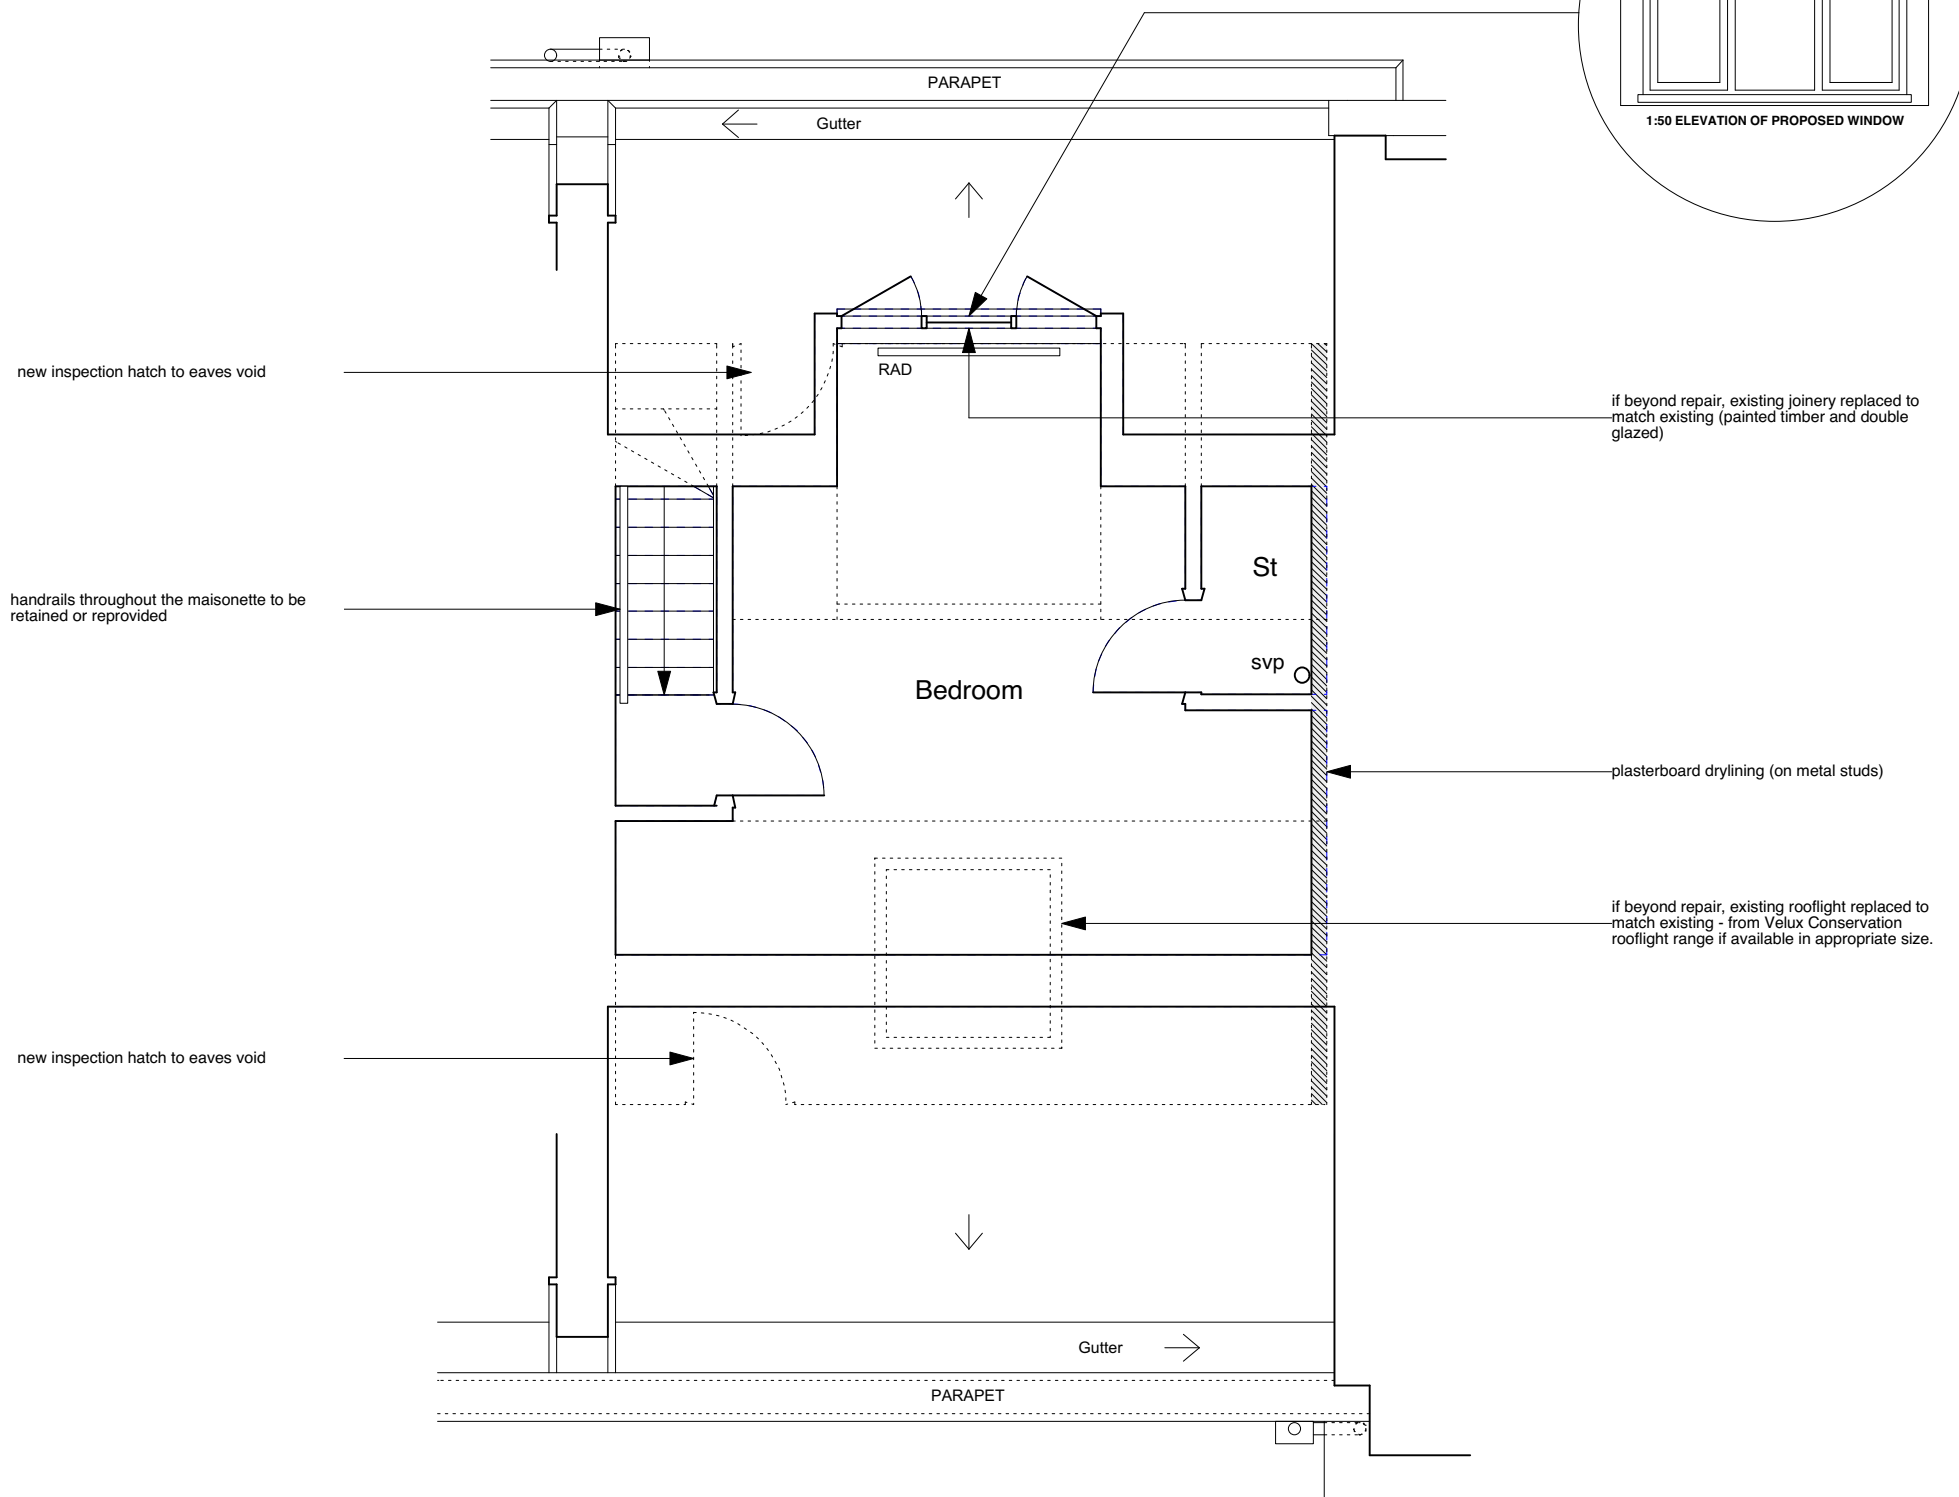 PARAPET
Gutter
1:50 ELEVATION OF PROPOSED WINDOW
new inspection hatch to eaves void
RAD
if beyond repair, existing joinery replaced to
match existing (painted timber and double
glazed)
St
handrails throughout the maisonette to be
retained or reprovided
svp
Bedroom
plasterboard drylining (on metal studs)
if beyond repair, existing rooflight replaced to
match existing - from Velux Conservation
rooflight range if available in appropriate size.
new inspection hatch to eaves void
Gutter
PARAPET